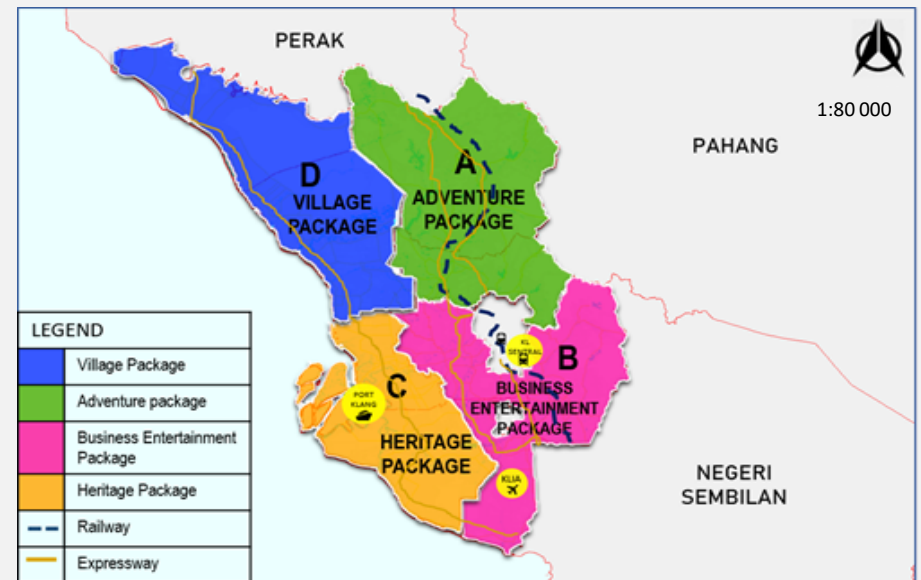 PERAK
1:80 000
PAHANG
A
ADVENTURE
PACKAGE
D
VILLAGE
PACKAGE
KL
SENTRAL
B
BUSINESS
ENTERTAINMENT
PACKAGE
PORT
KLANG
C
HERITAGE
PACKAGE
KLIA
NEGERI
SEMBILAN
LEGEND
Village Package
Adventure package
Business Entertainment
Package
Heritage Package
Railway
Expressway